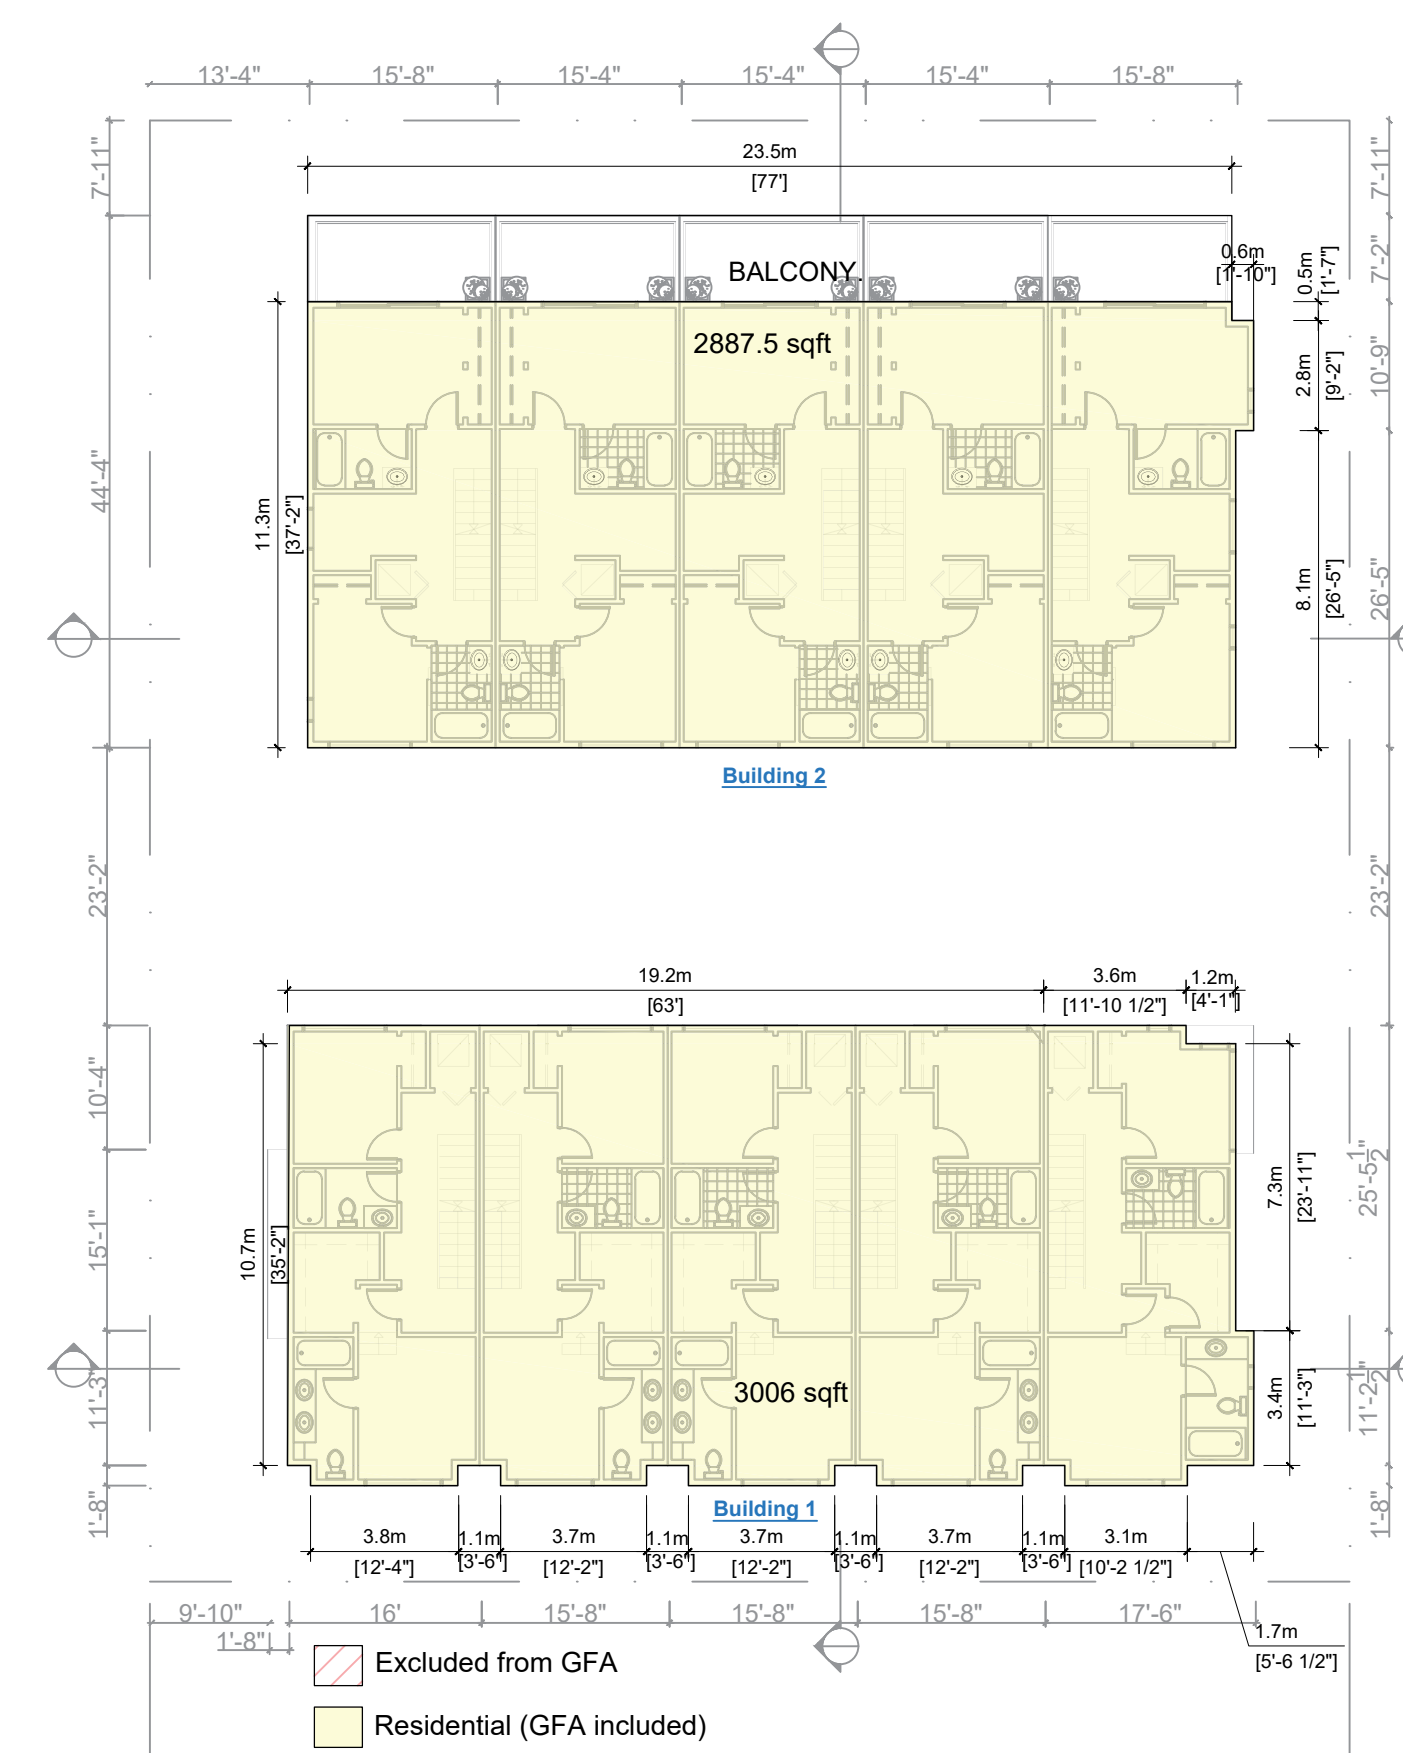 13'-4" 15'-8" 15'-4" 15'-4" 15'-4" 15'-8"
7'-11"
7'-11"
23.5m
[77']
7'-2"
BALCONY.
0.6m
[1'-10"]
0.5m
[1'-7"]
2887.5 sqft
2.8m
[9'-2"]
10'-9"
44'-4"
11.3m
[37'-2"]
8.1m
[26'-5"]
26'-5"
Building 2
23'-2"
23'-2"
19.2m
[63']
3.6m
[11'-10 1/2"]
1.2m
[4'-1"]
10'-4"
15'-1"
11'-3"
1'-8"
10.7m
[35'-2"]
7.3m
[23'-11"]
25'-5 1/2"
3006 sqft
3.4m
[11'-3"]
11'-2 1/2"
1'-8"
Building 1
3.8m 1.1m 3.7m 1.1m 3.7m 1.1m 3.7m 1.1m 3.1m
[12'-4"] [3'-6"] [12'-2"] [3'-6"] [12'-2"] [3'-6"] [12'-2"] [3'-6"] [10'-2 1/2"]
9'-10" 16' 15'-8" 15'-8" 15'-8" 17'-6"
1'-8"
1.7m
[5'-6 1/2"]
Excluded from GFA
Residential (GFA included)